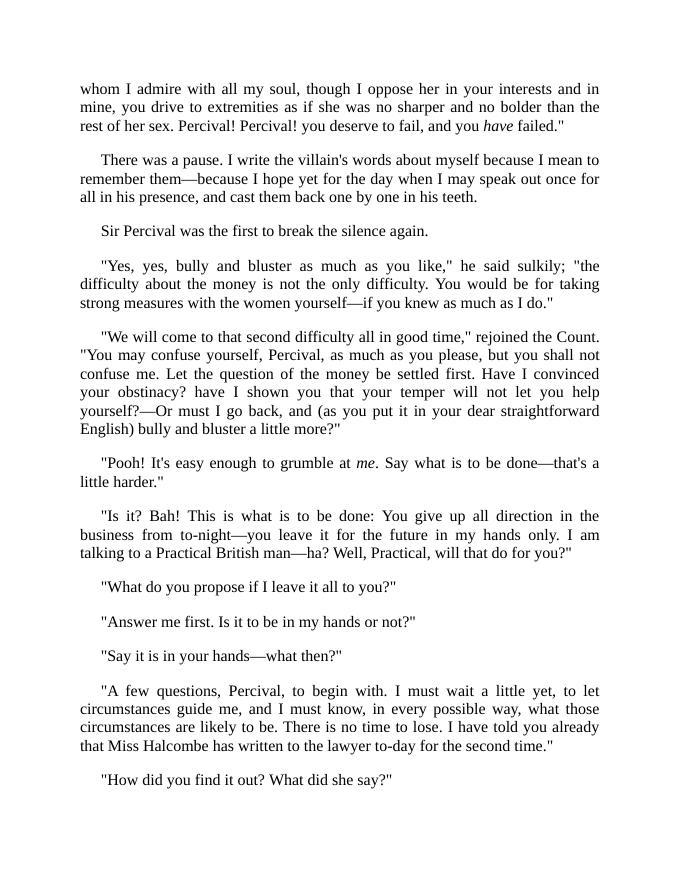 whom I admire with all my soul, though I oppose her in your interests and in
mine, you drive to extremities as if she was no sharper and no bolder than the
rest of her sex. Percival! Percival! you deserve to fail, and you have failed."
There was a pause. I write the villain's words about myself because I mean to
remember them—because I hope yet for the day when I may speak out once for
all in his presence, and cast them back one by one in his teeth.
Sir Percival was the first to break the silence again.
"Yes, yes, bully and bluster as much as you like," he said sulkily; "the
difficulty about the money is not the only difficulty. You would be for taking
strong measures with the women yourself—if you knew as much as I do."
"We will come to that second difficulty all in good time," rejoined the Count.
"You may confuse yourself, Percival, as much as you please, but you shall not
confuse me. Let the question of the money be settled first. Have I convinced
your obstinacy? have I shown you that your temper will not let you help
yourself?—Or must I go back, and (as you put it in your dear straightforward
English) bully and bluster a little more?"
"Pooh! It's easy enough to grumble at me. Say what is to be done—that's a
little harder."
"Is it? Bah! This is what is to be done: You give up all direction in the
business from to-night—you leave it for the future in my hands only. I am
talking to a Practical British man—ha? Well, Practical, will that do for you?"
"What do you propose if I leave it all to you?"
"Answer me first. Is it to be in my hands or not?"
"Say it is in your hands—what then?"
"A few questions, Percival, to begin with. I must wait a little yet, to let
circumstances guide me, and I must know, in every possible way, what those
circumstances are likely to be. There is no time to lose. I have told you already
that Miss Halcombe has written to the lawyer to-day for the second time."
"How did you find it out? What did she say?"